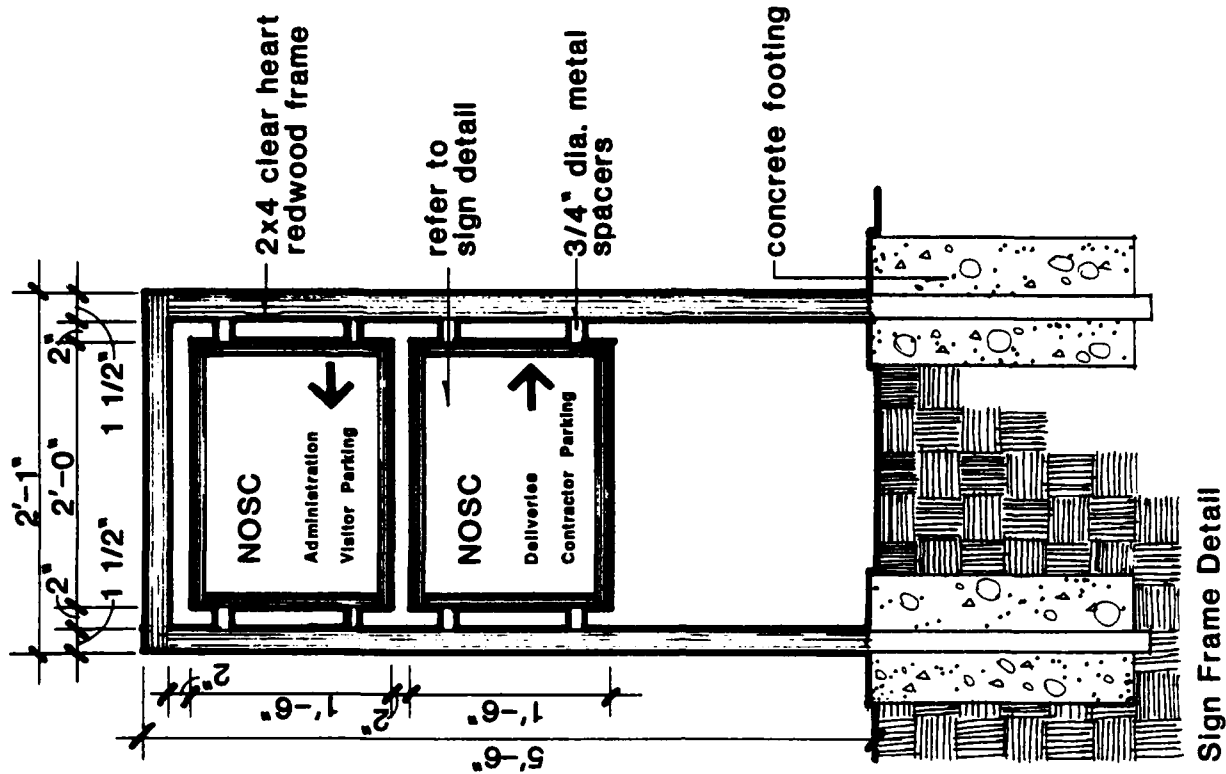 2'-1"
2" 2'-0" 2"
1 1/2" 1 1/2"
2x4 clear heart
redwood frame
refer to
sign detail
3/4" dia. metal
spacers
concrete footing
NOSC
Administration
Visitor Parking
NOSC
Deliveries
Contractor Parking
2"
1'-6"
2"
1'-6"
5'-6"
Sign Frame Detail